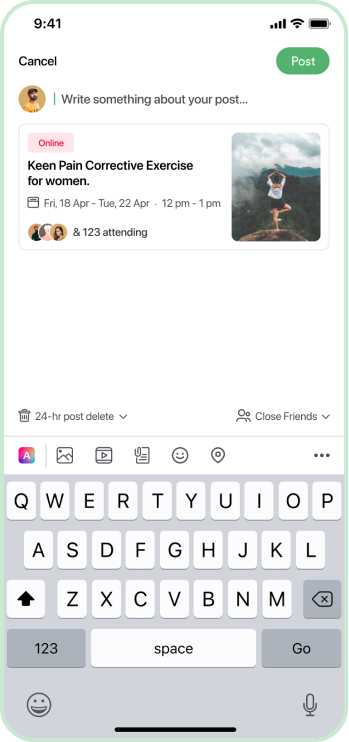 9:41
Cancel
Post
Write something about your post...
Online
Keen Pain Corrective Exercise
for women.
Fri, 18 Apr - Tue, 22 Apr · 12 pm - 1 pm
& 123 attending
24-hr post delete
Close Friends
A
Q W E R T Y U I O P
A S D F G H J K L
Z X C V B N M
123 space Go